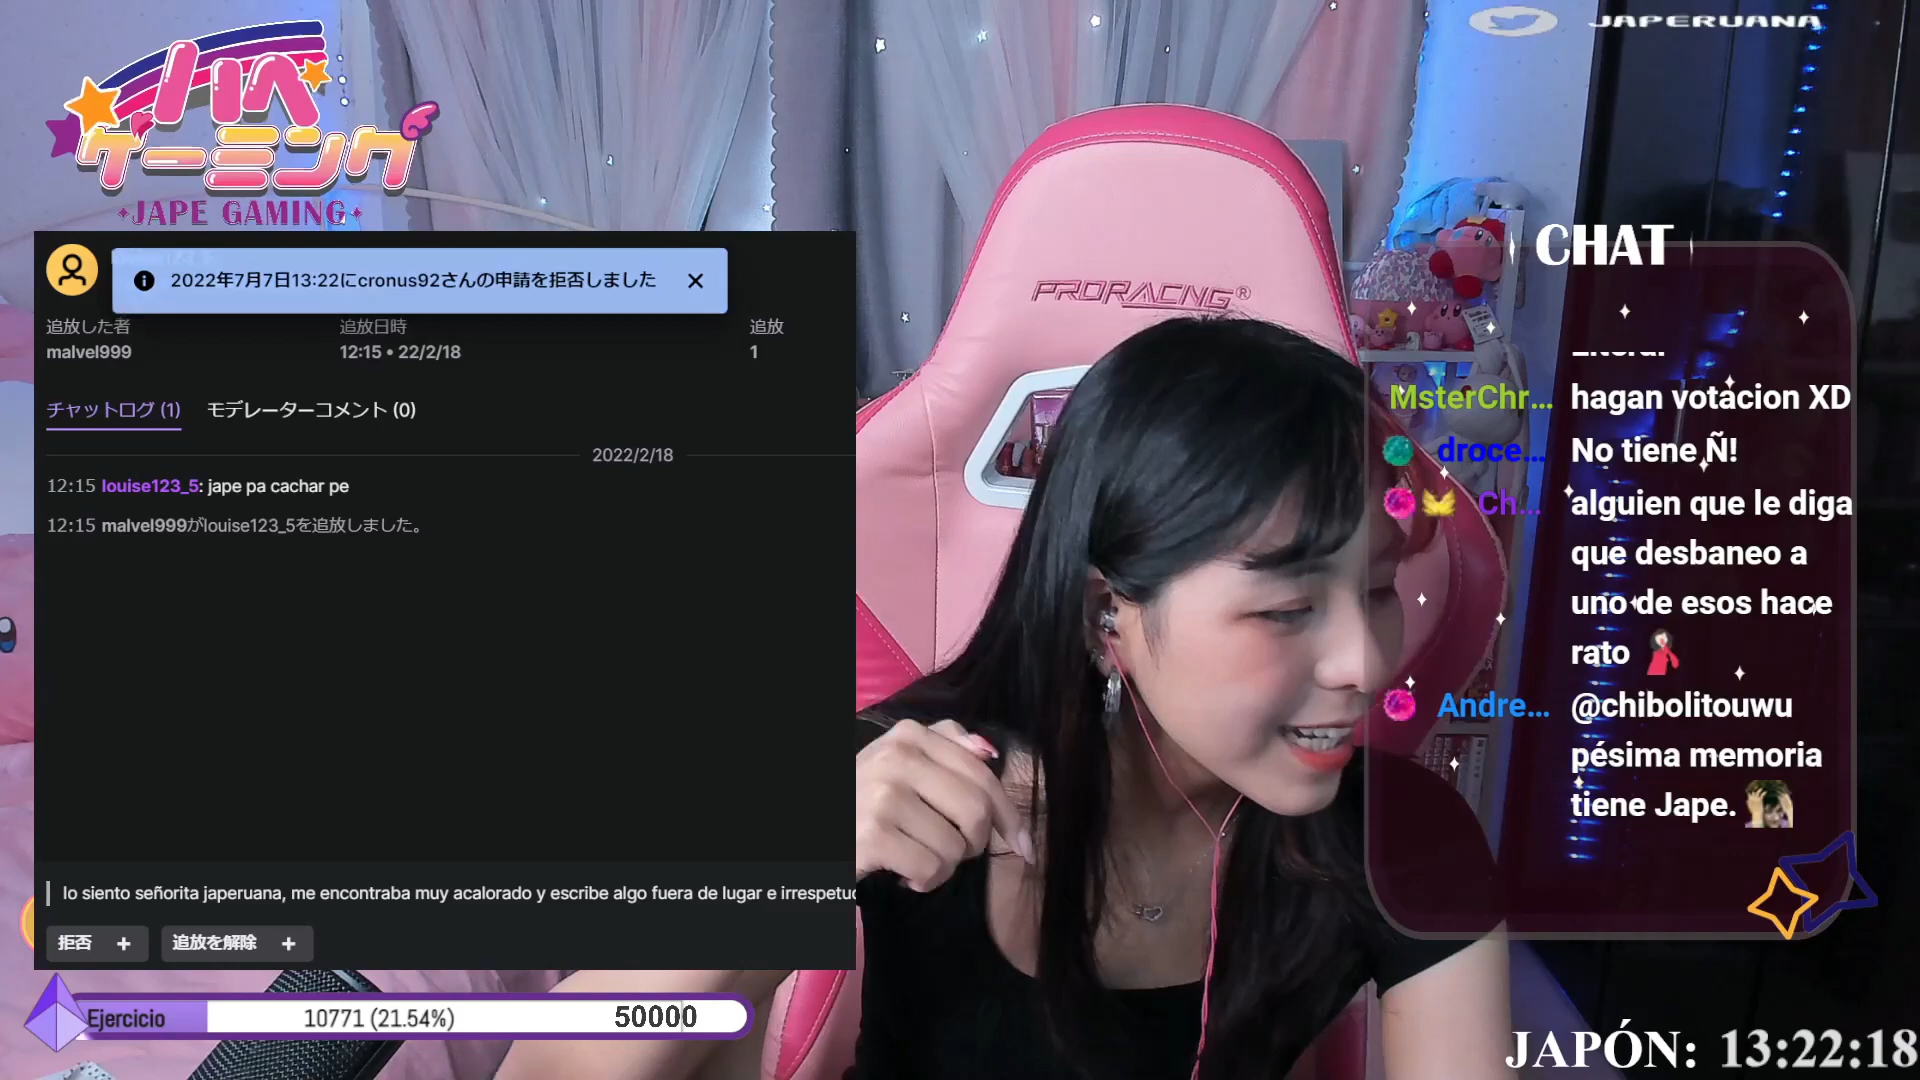 JAPERUANA
ハペ
ゲーミング
JAPE GAMING
2022年7月7日13:22にcronus92さんの申請を拒否しました
追放した者
malvel999
追放日時
12:15 • 22/2/18
追放
1
チャットログ (1)
モデレーターコメント (0)
2022/2/18
12:15 louise123_5: jape pa cachar pe
12:15 malvel999がlouise123_5を追放しました。
lo siento señorita japeruana, me encontraba muy acalorado y escribe algo fuera de lugar e irrespetuo
拒否 +
追放を解除 +
Ejercicio
10771 (21.54%)
50000
PRORACING®
CHAT
MsterChr... hagan votacion XD
droce... No tiene Ñ!
Ch... alguien que le diga
que desbaneo a
uno de esos hace
rato
Andre... @chibolitouwu
pésima memoria
tiene Jape.
JAPÓN: 13:22:18